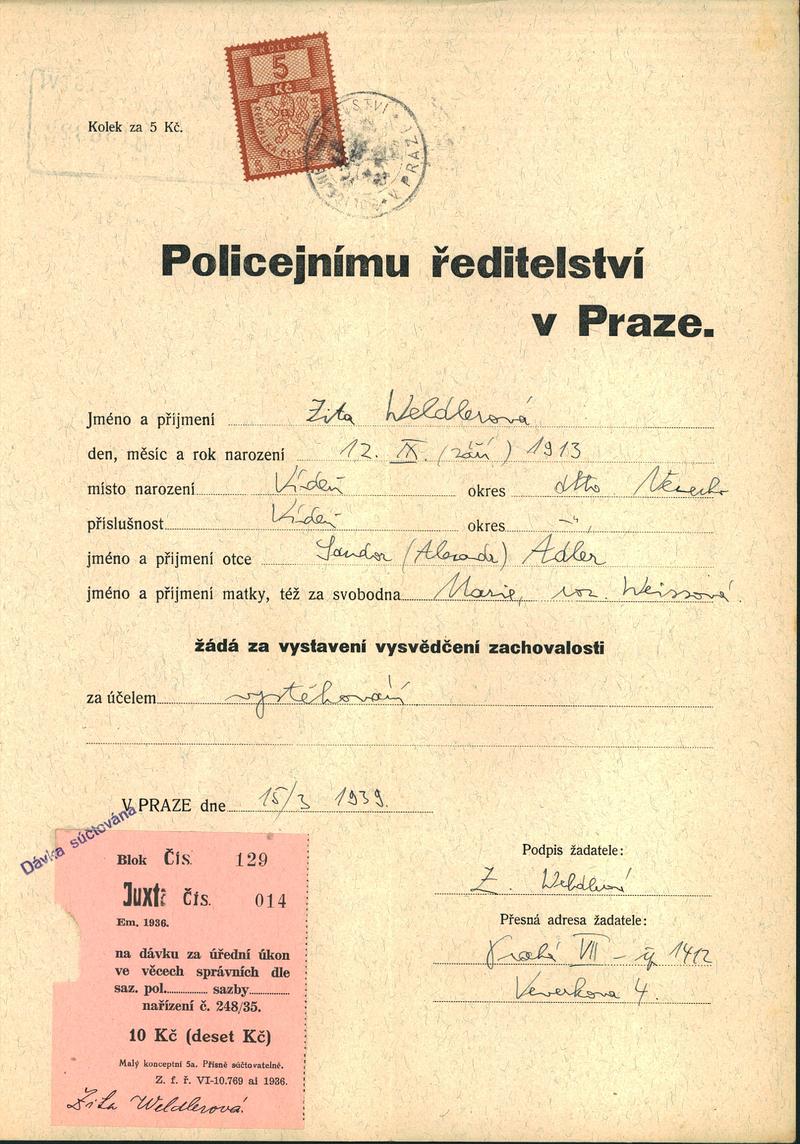 KOLEK
5
Kč
Kolek za 5 Kč.
V PRAZE
Policejnímu ředitelství
v Praze.
Jméno a příjmení Zita Weldlerová
den, měsíc a rok narození 12. IX. (září) 1913
místo narození Vídeň okres dtto
příslušnost Vídeň okres —"—
jméno a příjmení otce Sandor Adler
jméno a příjmení matky, též za svobodna Marie, roz. Weissová.
žádá za vystavení vysvědčení zachovalosti
za účelem vystěhování
V PRAZE dne 15/3 1939.
Dávka súčtována
Blok Čís. 129
Juxta čís. 014
Em. 1936.
na dávku za úřední úkon
ve věcech správních dle
saz. pol. sazby
nařízení č. 248/35.
10 Kč (deset Kč)
Malý konceptní 5a. Přísně súčtovatelné.
Z. f. ř. VI-10.769 ai 1936.
Zita Weldlerová.
Podpis žadatele:
Z. Weldlerová
Přesná adresa žadatele:
Praha VII – čp 1412
Veverkova 4.